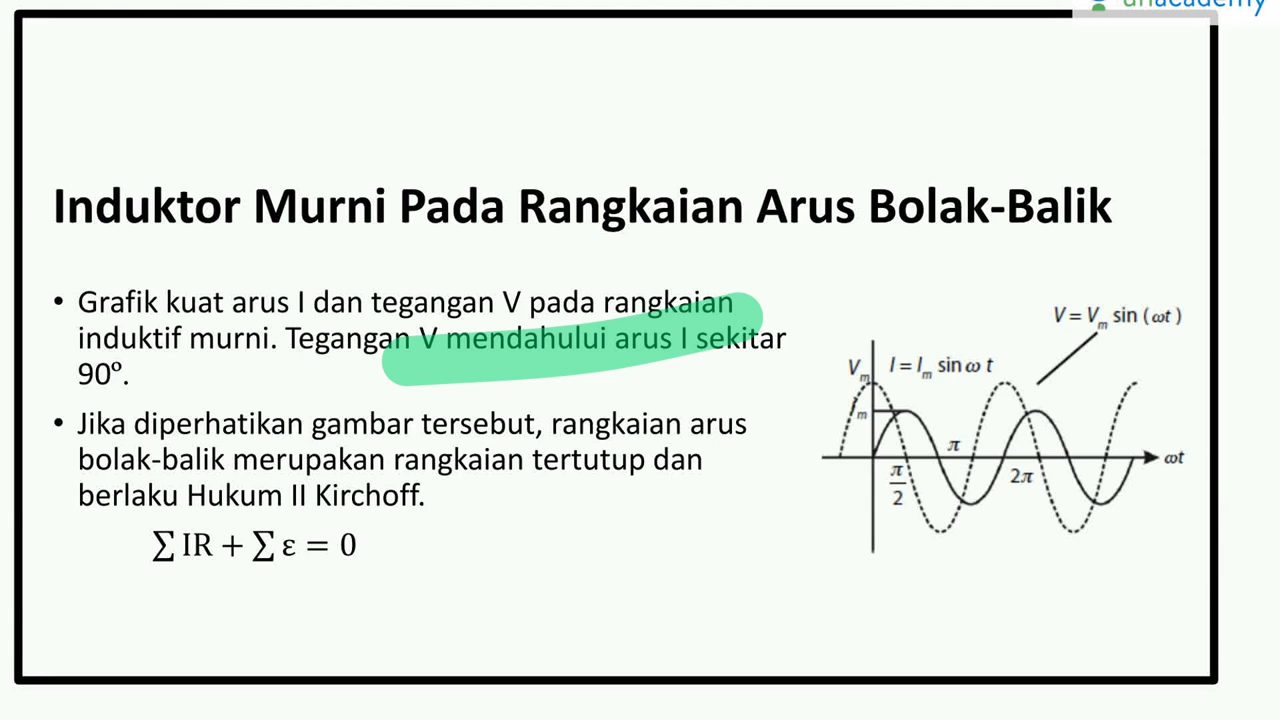 unacademy
Induktor Murni Pada Rangkaian Arus Bolak-Balik
• Grafik kuat arus I dan tegangan V pada rangkaian
induktif murni. Tegangan V mendahului arus I sekitar
90º.
• Jika diperhatikan gambar tersebut, rangkaian arus
bolak-balik merupakan rangkaian tertutup dan
berlaku Hukum II Kirchoff.
∑ IR + ∑ ε = 0
V = Vm sin (ωt)
Vm
I = Im sin ω t
Im
π
π/2
2π
ωt